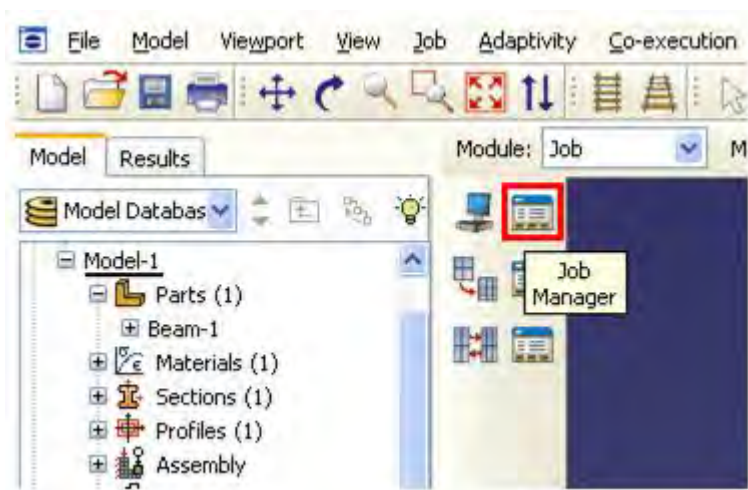 File Model Viewport View Job Adaptivity Co-execution
Model Results
Module: Job M
Model Databas
Model-1
Parts (1)
Beam-1
Materials (1)
Sections (1)
Profiles (1)
Assembly
Job
Manager